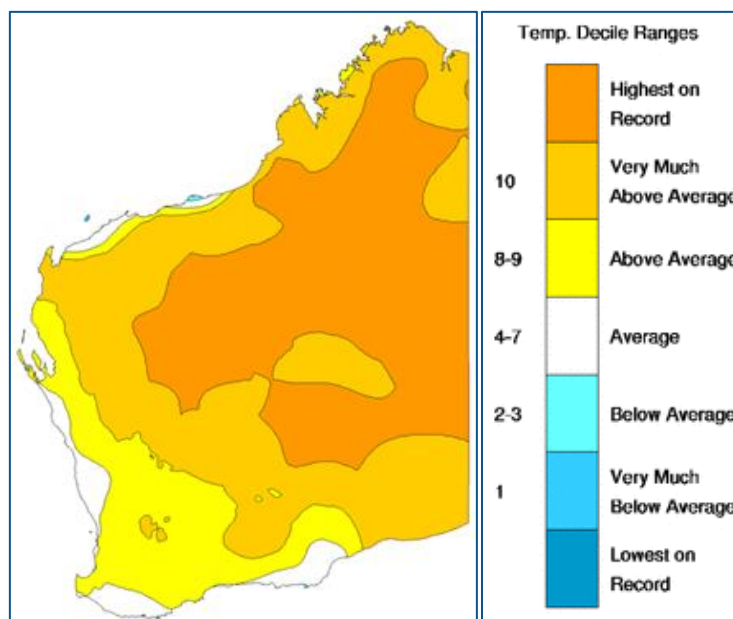 Temp. Decile Ranges
Highest on
Record
10
Very Much
Above Average
8-9
Above Average
4-7
Average
2-3
Below Average
1
Very Much
Below Average
Lowest on
Record